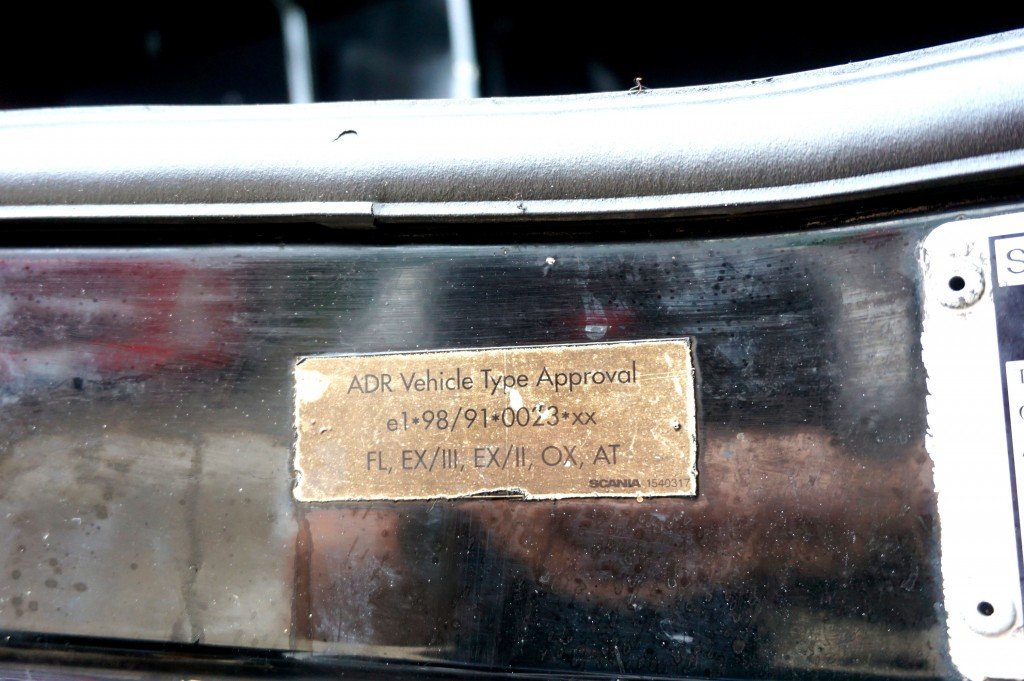 ADR Vehicle Type Approval
e1*98/91*0023*xx
FL, EX/III, EX/II, OX, AT
SCANIA 1540317
S